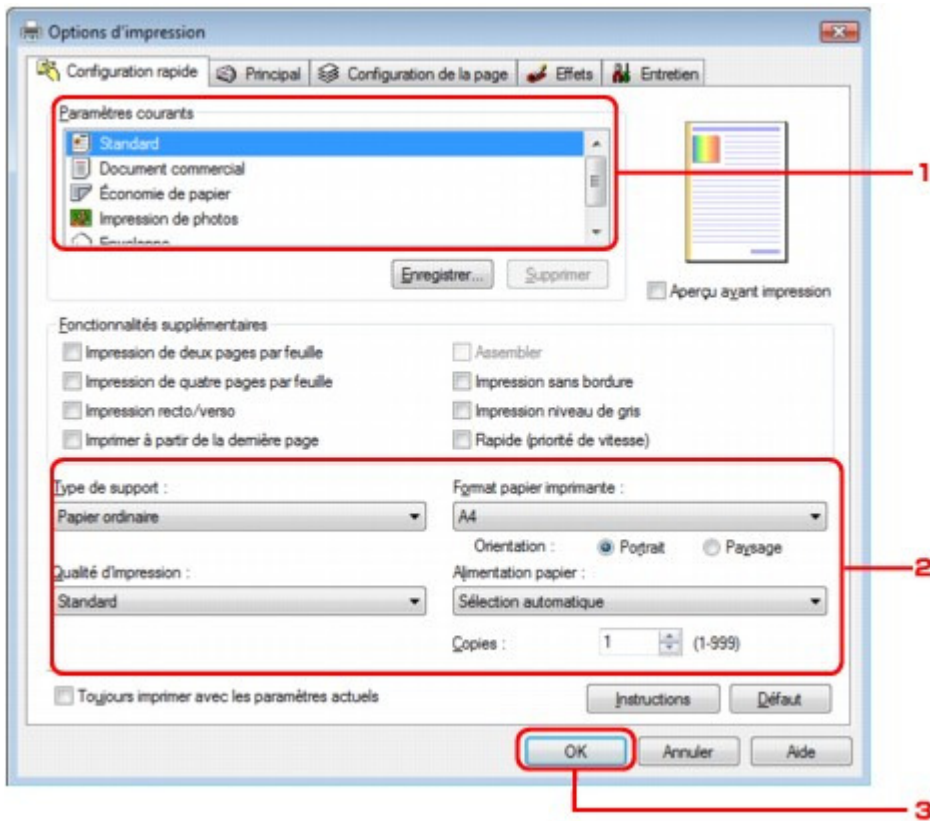 Options d'impression
Configuration rapide Principal Configuration de la page Effets Entretien
Paramètres courants
Standard
Document commercial
Économie de papier
Impression de photos
Enveloppe
1
Enregistrer... Supprimer
Aperçu avant impression
Fonctionnalités supplémentaires
Impression de deux pages par feuille Assembler
Impression de quatre pages par feuille Impression sans bordure
Impression recto/verso Impression niveau de gris
Imprimer à partir de la dernière page Rapide (priorité de vitesse)
Type de support : Format papier imprimante :
Papier ordinaire A4
Orientation : Portrait Paysage
2
Qualité d'impression : Alimentation papier :
Standard Sélection automatique
Copies : 1 (1-999)
Toujours imprimer avec les paramètres actuels Instructions Défaut
OK Annuler Aide
3